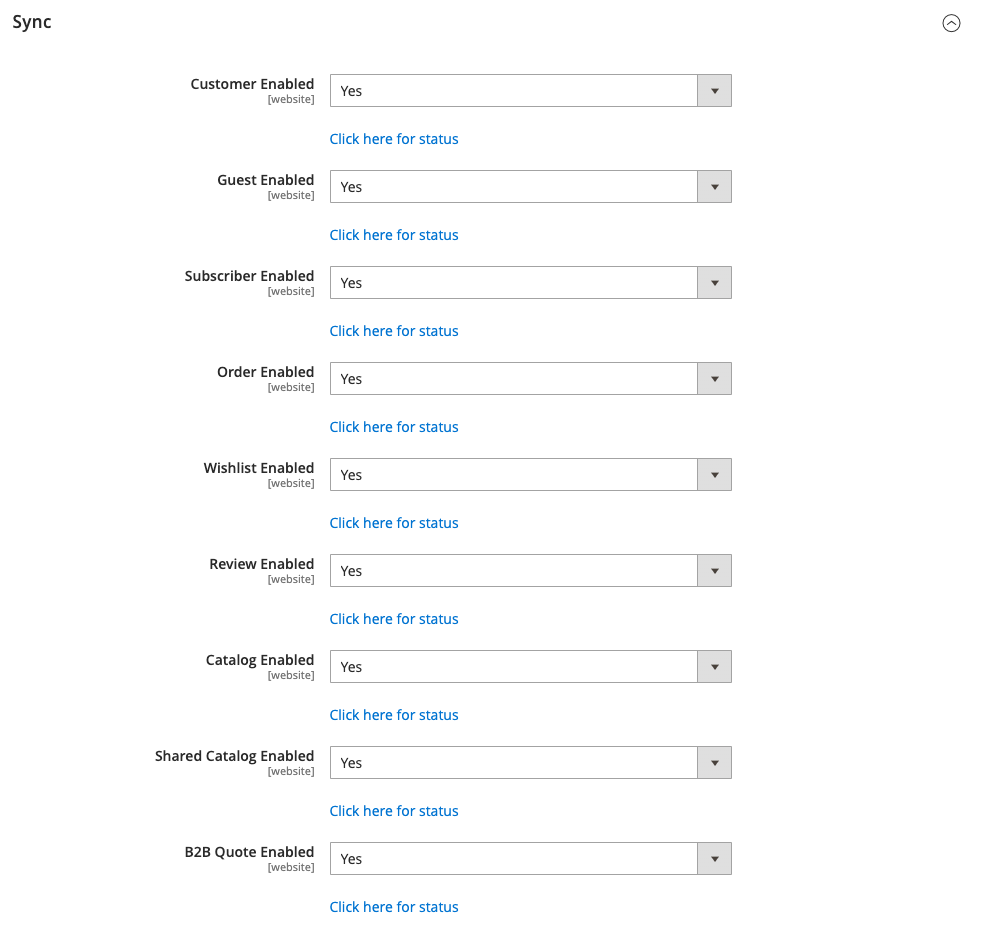 Sync
Customer Enabled
[website]
Yes
Click here for status
Guest Enabled
[website]
Yes
Click here for status
Subscriber Enabled
[website]
Yes
Click here for status
Order Enabled
[website]
Yes
Click here for status
Wishlist Enabled
[website]
Yes
Click here for status
Review Enabled
[website]
Yes
Click here for status
Catalog Enabled
[website]
Yes
Click here for status
Shared Catalog Enabled
[website]
Yes
Click here for status
B2B Quote Enabled
[website]
Yes
Click here for status